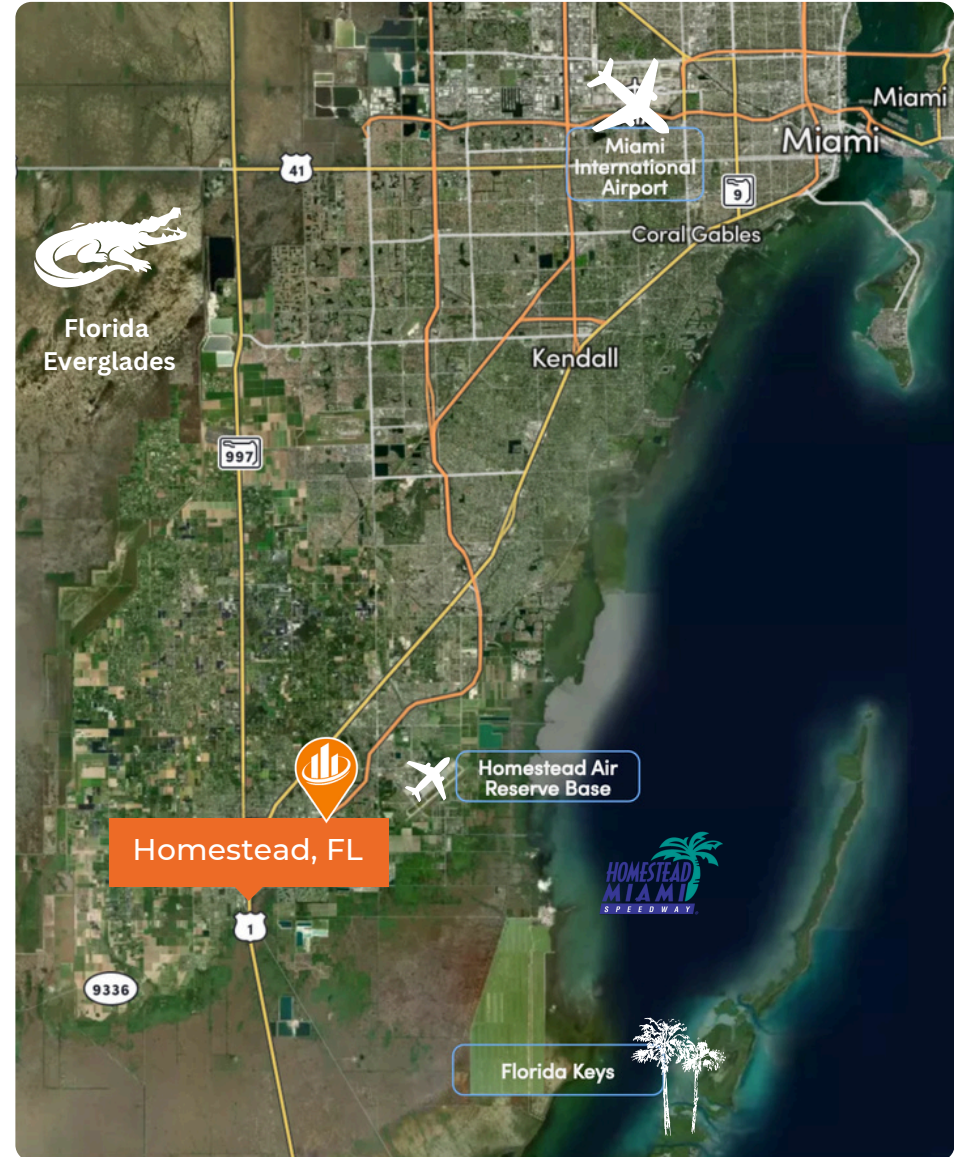 Miami
Miami
Miami
International
Airport
41
9
Coral Gables
Florida
Everglades
Kendall
997
Homestead Air
Reserve Base
Homestead, FL
HOMESTEAD
MIAMI
SPEEDWAY
1
9336
Florida Keys